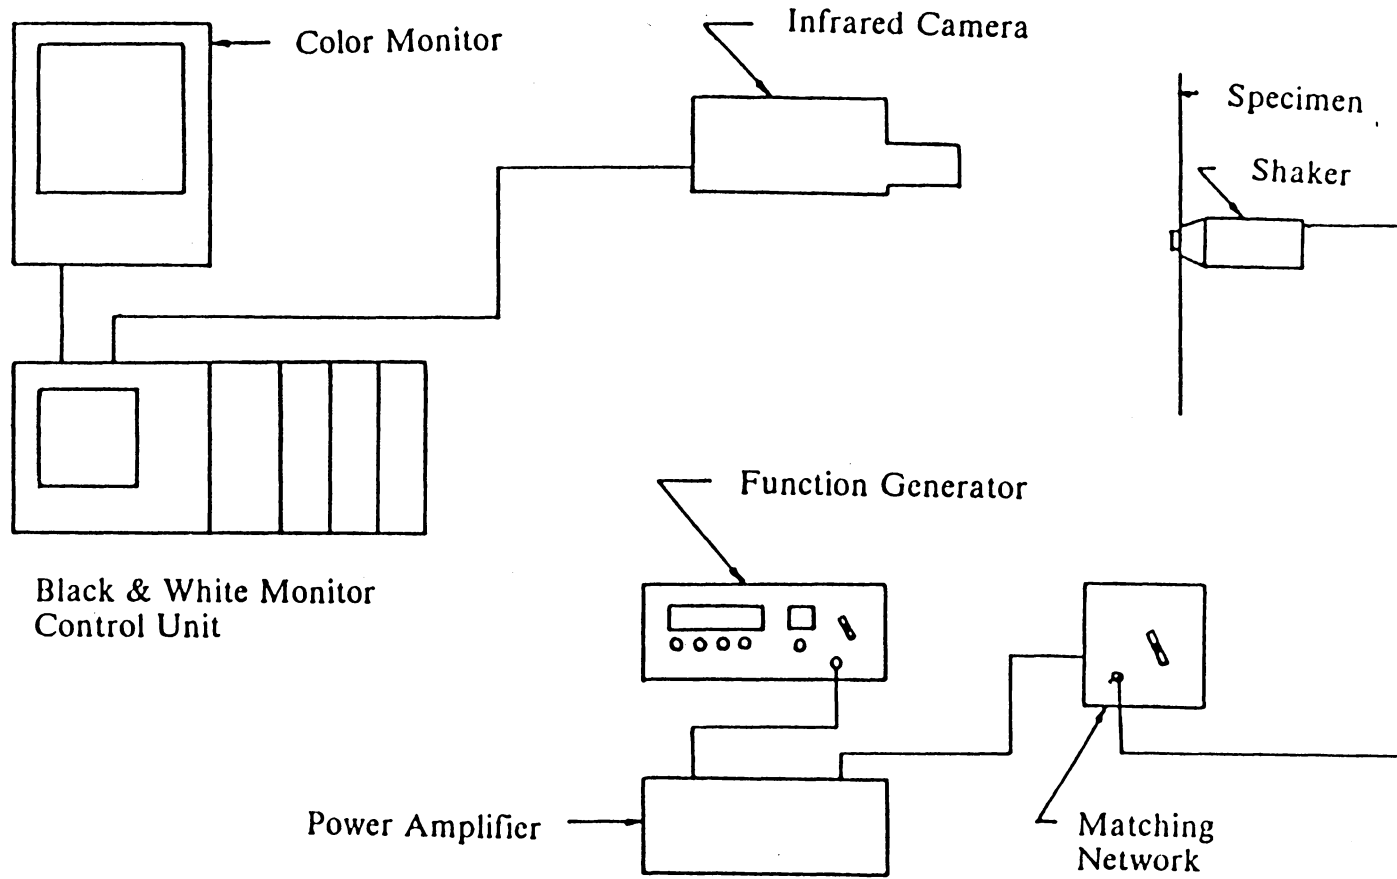 Color Monitor
Infrared Camera
Specimen
Shaker
Black & White Monitor
Control Unit
Function Generator
Power Amplifier
Matching
Network